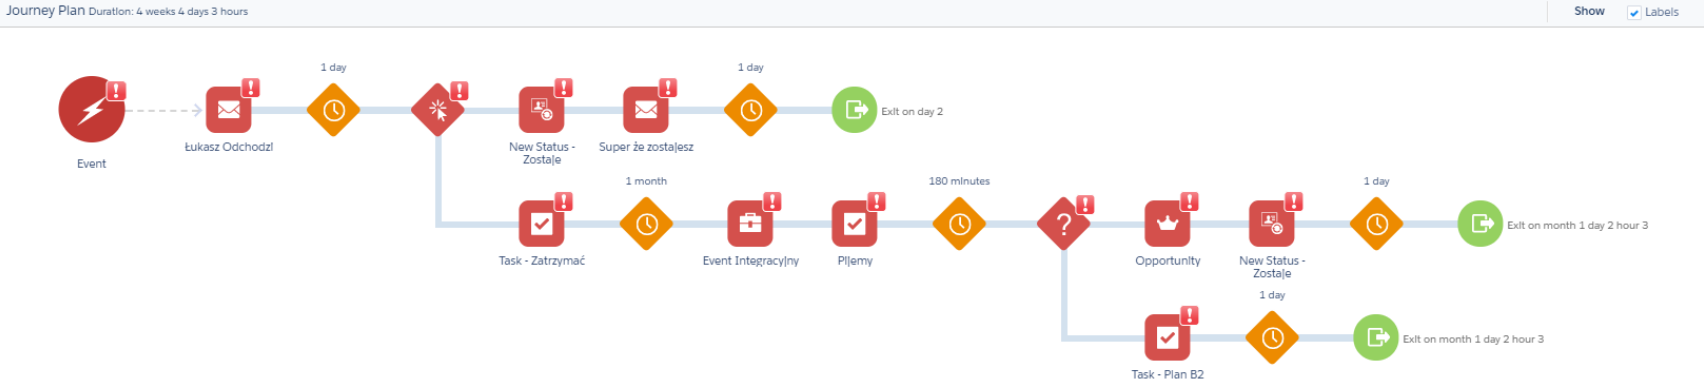 Journey Plan Duration: 4 weeks 4 days 3 hours
Show Labels
1 day
1 day
Event
Łukasz Odchodzi
New Status -
Zostaje
Super że zostajesz
Exit on day 2
1 month
180 minutes
1 day
Task - Zatrzymać
Event Integracyjny
Pijemy
?
Opportunity
New Status -
Zostaje
Exit on month 1 day 2 hour 3
1 day
Task - Plan B2
Exit on month 1 day 2 hour 3